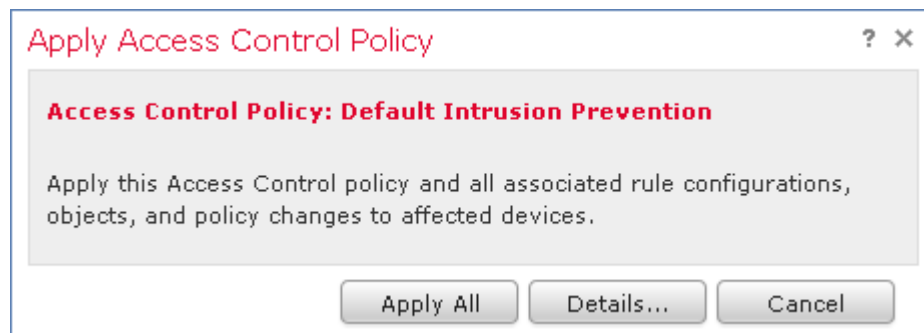 Apply Access Control Policy ? ×
Access Control Policy: Default Intrusion Prevention
Apply this Access Control policy and all associated rule configurations,
objects, and policy changes to affected devices.
Apply All Details... Cancel